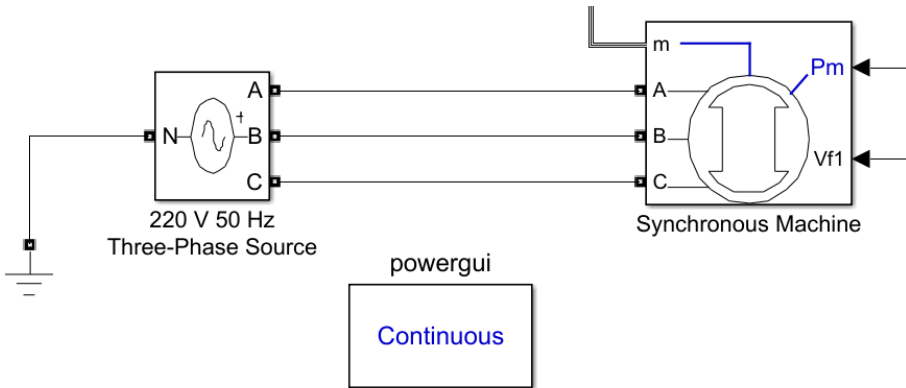 m
Pm
A
A
N
+
B
B
Vf1
C
C
220 V 50 Hz
Three-Phase Source
Synchronous Machine
powergui
Continuous